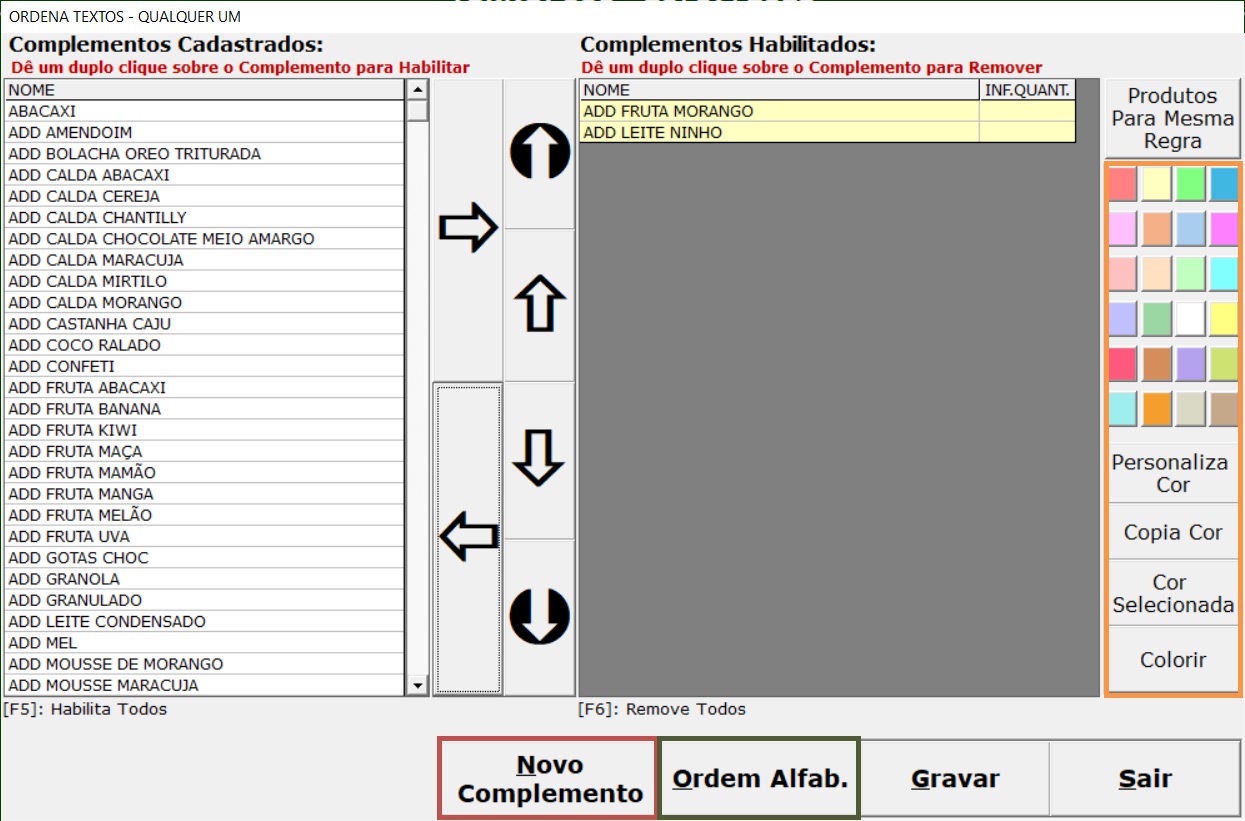 ORDENA TEXTOS - QUALQUER UM
Complementos Cadastrados:
Dê um duplo clique sobre o Complemento para Habilitar
NOME
ABACAXI
ADD AMENDOIM
ADD BOLACHA OREO TRITURADA
ADD CALDA ABACAXI
ADD CALDA CEREJA
ADD CALDA CHANTILLY
ADD CALDA CHOCOLATE MEIO AMARGO
ADD CALDA MARACUJA
ADD CALDA MIRTILO
ADD CALDA MORANGO
ADD CASTANHA CAJU
ADD COCO RALADO
ADD CONFETI
ADD FRUTA ABACAXI
ADD FRUTA BANANA
ADD FRUTA KIWI
ADD FRUTA MAÇA
ADD FRUTA MAMÃO
ADD FRUTA MANGA
ADD FRUTA MELÃO
ADD FRUTA UVA
ADD GOTAS CHOC
ADD GRANOLA
ADD GRANULADO
ADD LEITE CONDENSADO
ADD MEL
ADD MOUSSE DE MORANGO
ADD MOUSSE MARACUJA
[F5]: Habilita Todos
Complementos Habilitados:
Dê um duplo clique sobre o Complemento para Remover
NOME INF.QUANT.
ADD FRUTA MORANGO
ADD LEITE NINHO
[F6]: Remove Todos
Produtos
Para Mesma
Regra
Personaliza
Cor
Copia Cor
Cor
Selecionada
Colorir
Novo
Complemento
Ordem Alfab.
Gravar
Sair